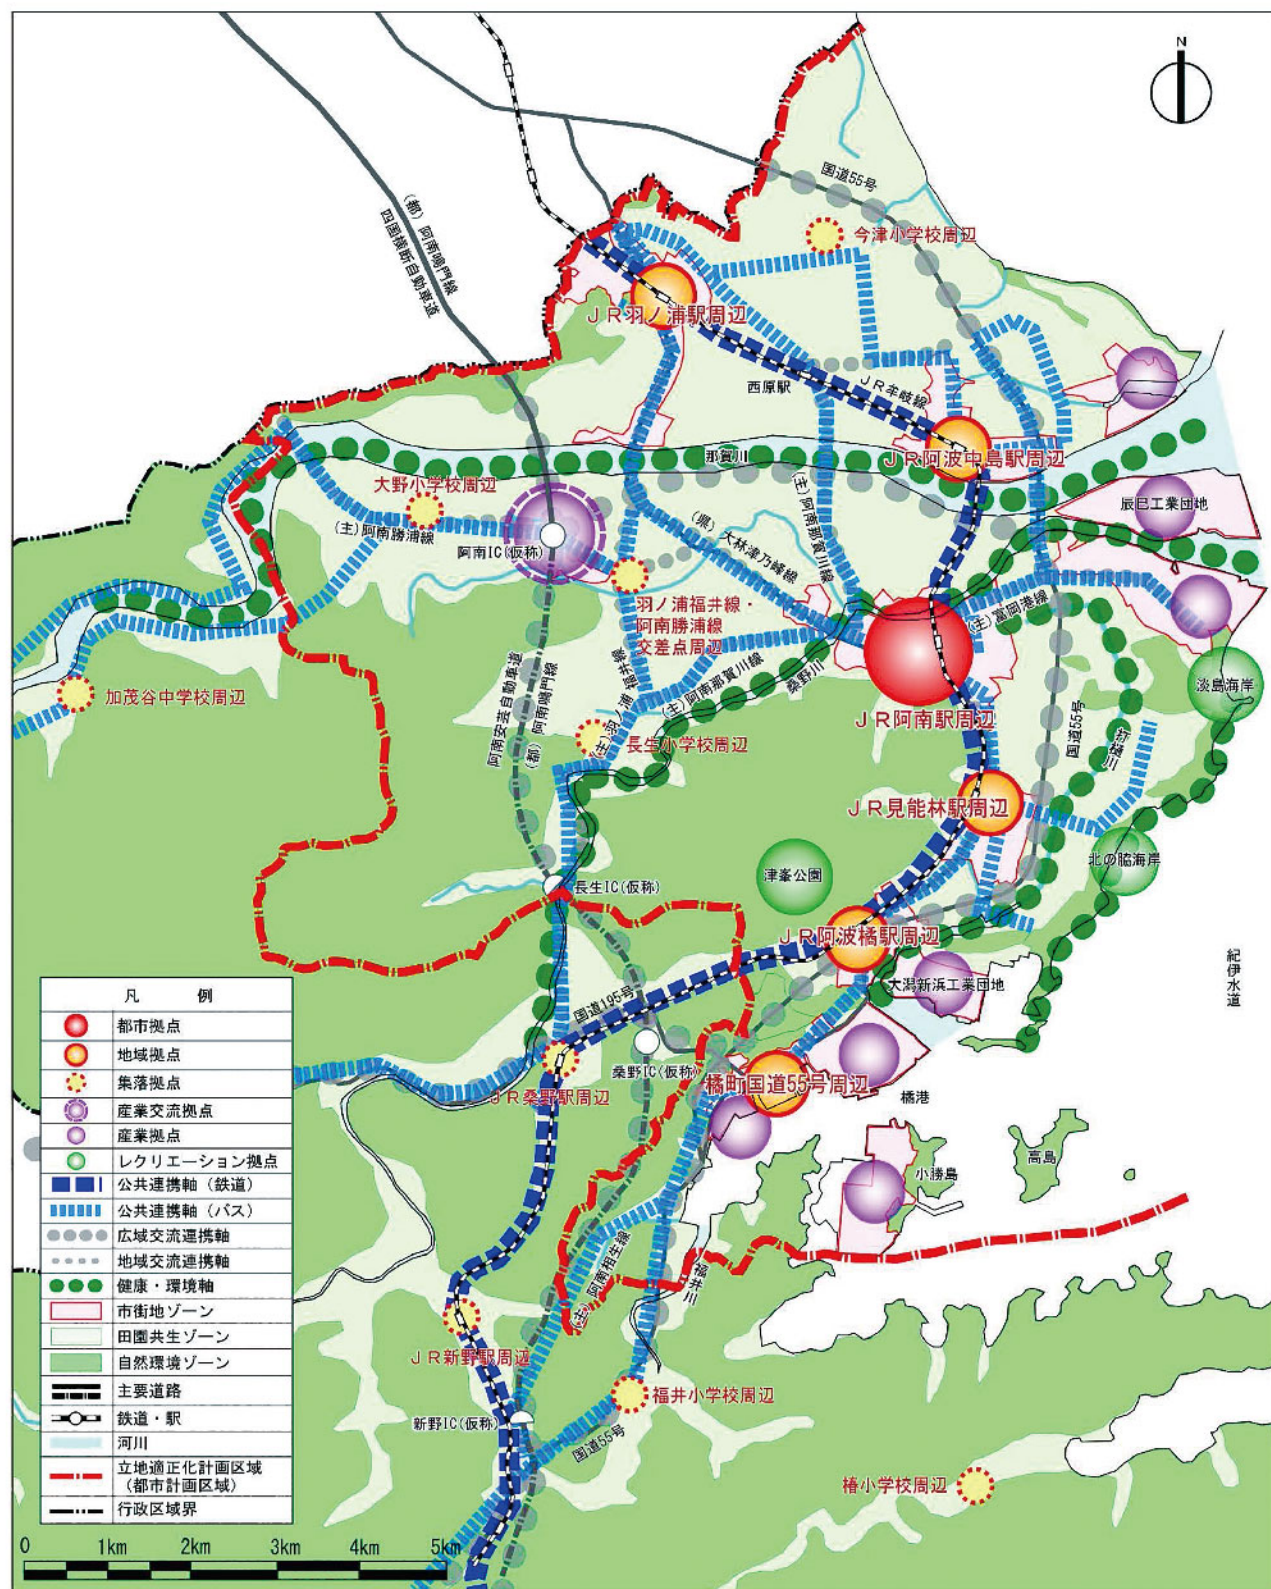 N
国道55号
(都)阿南鳴門線
四国横断自動車道
今津小学校周辺
JR羽ノ浦駅周辺
西原駅
JR牟岐線
那賀川
JR阿波中島駅周辺
大野小学校周辺
(主)阿南勝浦線
阿南IC(仮称)
(県)大林津乃峰線
(主)阿南那賀川線
辰巳工業団地
羽ノ浦福井線・
阿南勝浦線
交差点周辺
(主)富岡港線
加茂谷中学校周辺
阿南安芸自動車道
(都)阿南鳴門線
(主)羽ノ浦福井線
(主)阿南那賀川線
桑野川
JR阿南駅周辺
淡島海岸
国道55号
打樋川
長生小学校周辺
JR見能林駅周辺
北の脇海岸
津峯公園
長生IC(仮称)
JR阿波橘駅周辺
大潟新浜工業団地
紀伊水道
国道195号
桑野IC(仮称)
JR桑野駅周辺
橘町国道55号周辺
橘港
小勝島
高島
(主)阿南相生線
福井川
JR新野駅周辺
福井小学校周辺
新野IC(仮称)
国道55号
椿小学校周辺
凡 例
都市拠点
地域拠点
集落拠点
産業交流拠点
産業拠点
レクリエーション拠点
公共連携軸(鉄道)
公共連携軸(バス)
広域交流連携軸
地域交流連携軸
健康・環境軸
市街地ゾーン
田園共生ゾーン
自然環境ゾーン
主要道路
鉄道・駅
河川
立地適正化計画区域
(都市計画区域)
行政区域界
0 1km 2km 3km 4km 5km